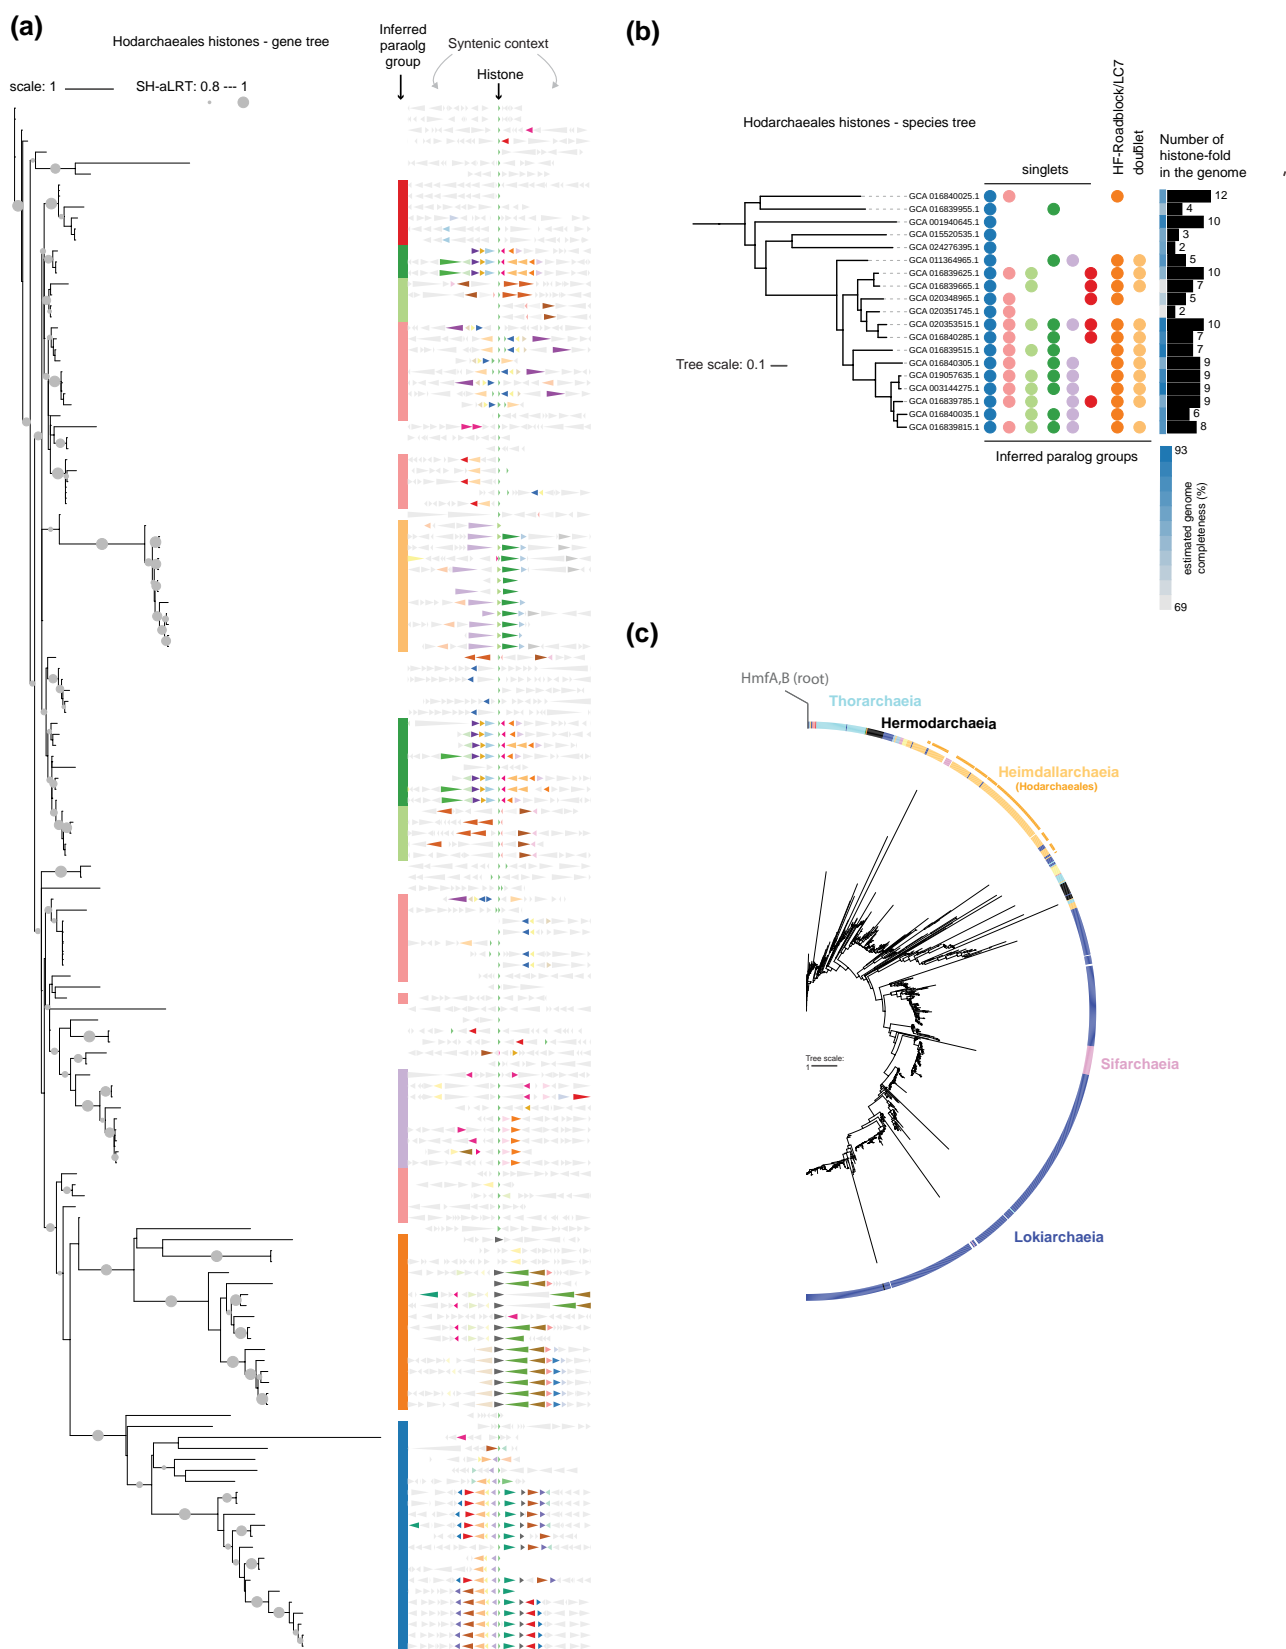 (a)
Hodarchaeales histones - gene tree
Inferred
paraolg
group
Syntenic context
Histone
scale: 1
SH-aLRT: 0.8 --- 1
(b)
Hodarchaeales histones - species tree
singlets
HF-Roadblock/LC7
doublet
Number of
histone-fold
in the genome
GCA 016840025.1 12
GCA 016839955.1 4
GCA 001940645.1 10
GCA 015520535.1 3
GCA 024276395.1 2
GCA 011364965.1 5
GCA 016839625.1 10
GCA 016839665.1 7
GCA 020348965.1 5
GCA 020351745.1 2
GCA 020353515.1 10
GCA 016840285.1 7
GCA 016839515.1 7
GCA 016840305.1 9
GCA 019057635.1 9
GCA 003144275.1 9
GCA 016839785.1 9
GCA 016840035.1 6
GCA 016839815.1 8
Tree scale: 0.1
Inferred paralog groups
93
estimated genome
completeness (%)
69
(c)
HmfA,B (root)
Thorarchaeia
Hermodarchaeia
Heimdallarchaeia
(Hodarchaeales)
Tree scale:
1
Sifarchaeia
Lokiarchaeia